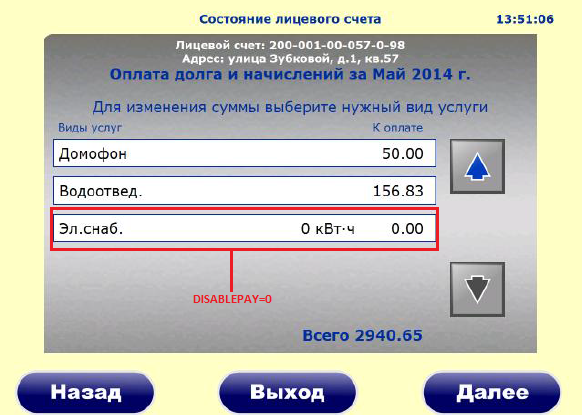 Состояние лицевого счета 13:51:06
Лицевой счет: 200-001-00-057-0-98
Адрес: улица Зубковой, д.1, кв.57
Оплата долга и начислений за Май 2014 г.
Для изменения суммы выберите нужный вид услуги
Виды услуг К оплате
Домофон 50.00
Водоотвед. 156.83
Эл.снаб. 0 кВт·ч 0.00
DISABLEPAY=0
Всего 2940.65
Назад Выход Далее